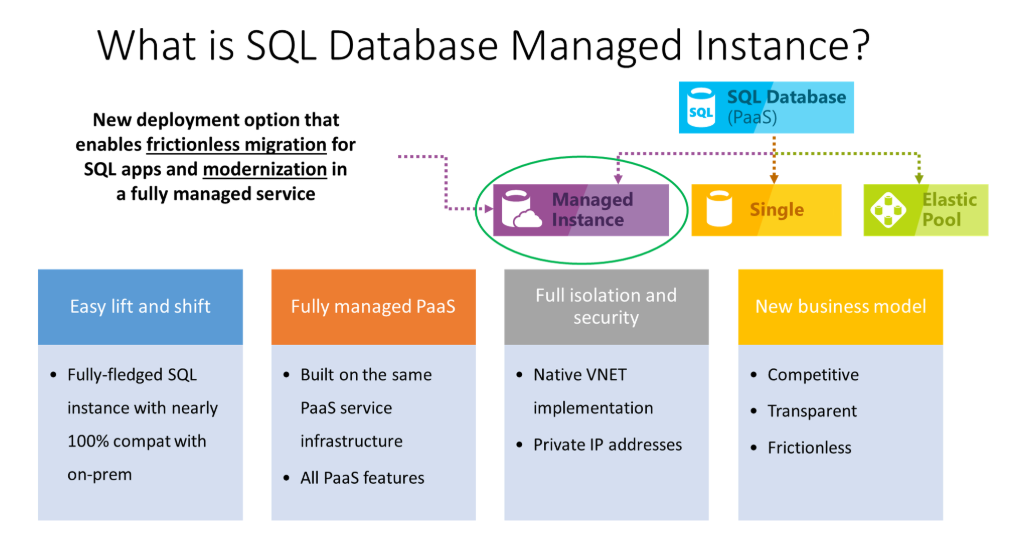 What is SQL Database Managed Instance?
New deployment option that
enables frictionless migration for
SQL apps and modernization in
a fully managed service
SQL
SQL Database
(PaaS)
Managed
Instance
Single
Elastic
Pool
Easy lift and shift
• Fully-fledged SQL
instance with nearly
100% compat with
on-prem
Fully managed PaaS
• Built on the same
PaaS service
infrastructure
• All PaaS features
Full isolation and
security
• Native VNET
implementation
• Private IP addresses
New business model
• Competitive
• Transparent
• Frictionless